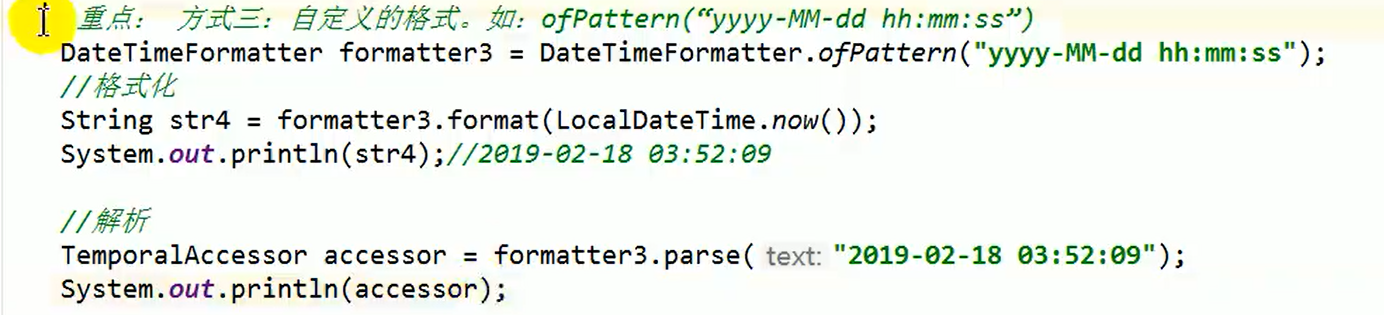 重点： 方式三：自定义的格式。如：ofPattern(“yyyy-MM-dd hh:mm:ss”)
DateTimeFormatter formatter3 = DateTimeFormatter.ofPattern("yyyy-MM-dd hh:mm:ss");
//格式化
String str4 = formatter3.format(LocalDateTime.now());
System.out.println(str4);//2019-02-18 03:52:09
//解析
TemporalAccessor accessor = formatter3.parse( text: "2019-02-18 03:52:09");
System.out.println(accessor);